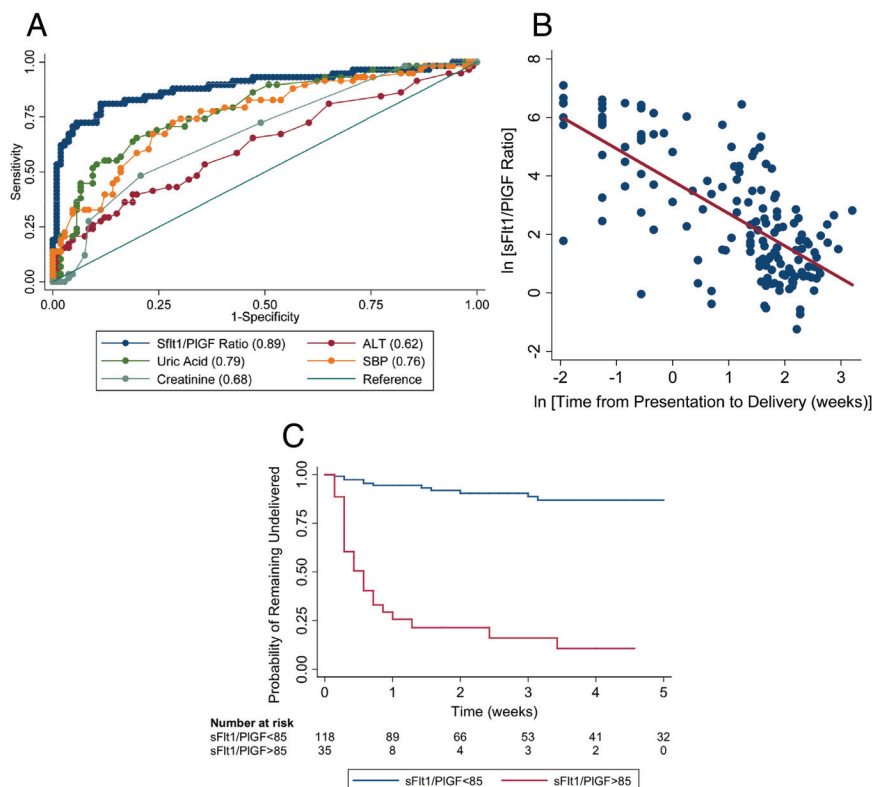 A
Sensitivity
1.00
0.75
0.50
0.25
0.00
0.00 0.25 0.50 0.75 1.00
1-Specificity
Sflt1/PlGF Ratio (0.89) ALT (0.62)
Uric Acid (0.79) SBP (0.76)
Creatinine (0.68) Reference
B
ln [sFlt1/PlGF Ratio]
8
6
4
2
0
-2
-2 -1 0 1 2 3
ln [Time from Presentation to Delivery (weeks)]
C
Probability of Remaining Undelivered
1.00
0.75
0.50
0.25
0.00
0 1 2 3 4 5
Time (weeks)
Number at risk
sFlt1/PlGF<85 118 89 66 53 41 32
sFlt1/PlGF>85 35 8 4 3 2 0
sFlt1/PlGF<85 sFlt1/PlGF>85